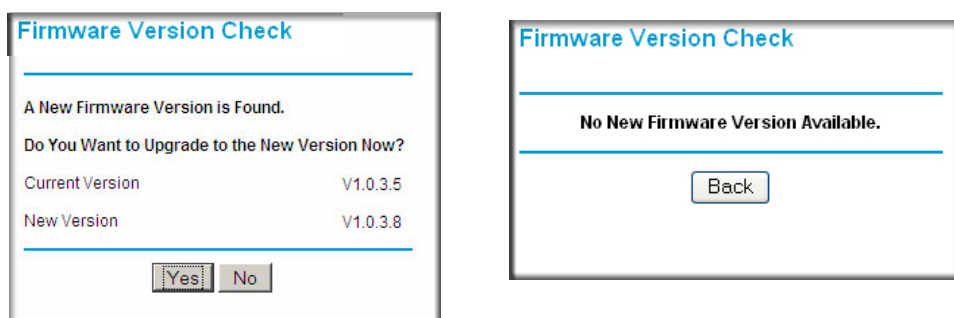 Firmware Version Check
A New Firmware Version is Found.
Do You Want to Upgrade to the New Version Now?
Current Version V1.0.3.5
New Version V1.0.3.8
Yes No
Firmware Version Check
No New Firmware Version Available.
Back